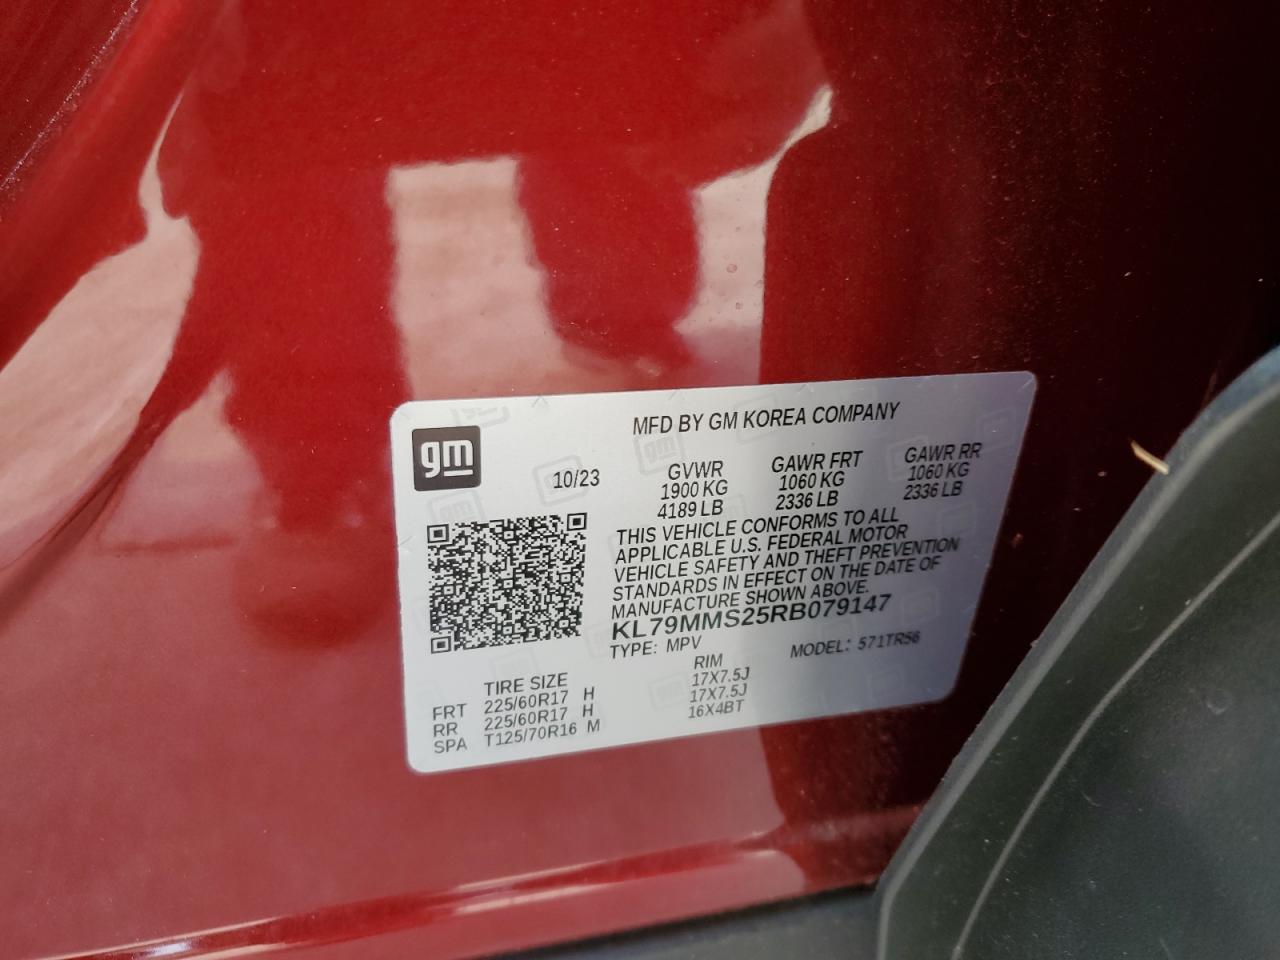 gm
MFD BY GM KOREA COMPANY
10/23 GVWR GAWR FRT GAWR RR
1900 KG 1060 KG 1060 KG
4189 LB 2336 LB 2336 LB
THIS VEHICLE CONFORMS TO ALL
APPLICABLE U.S. FEDERAL MOTOR
VEHICLE SAFETY AND THEFT PREVENTION
STANDARDS IN EFFECT ON THE DATE OF
MANUFACTURE SHOWN ABOVE.
KL79MMS25RB079147
TYPE: MPV MODEL: 571TR56
TIRE SIZE RIM
FRT 225/60R17 H 17X7.5J
RR 225/60R17 H 17X7.5J
SPA T125/70R16 M 16X4BT